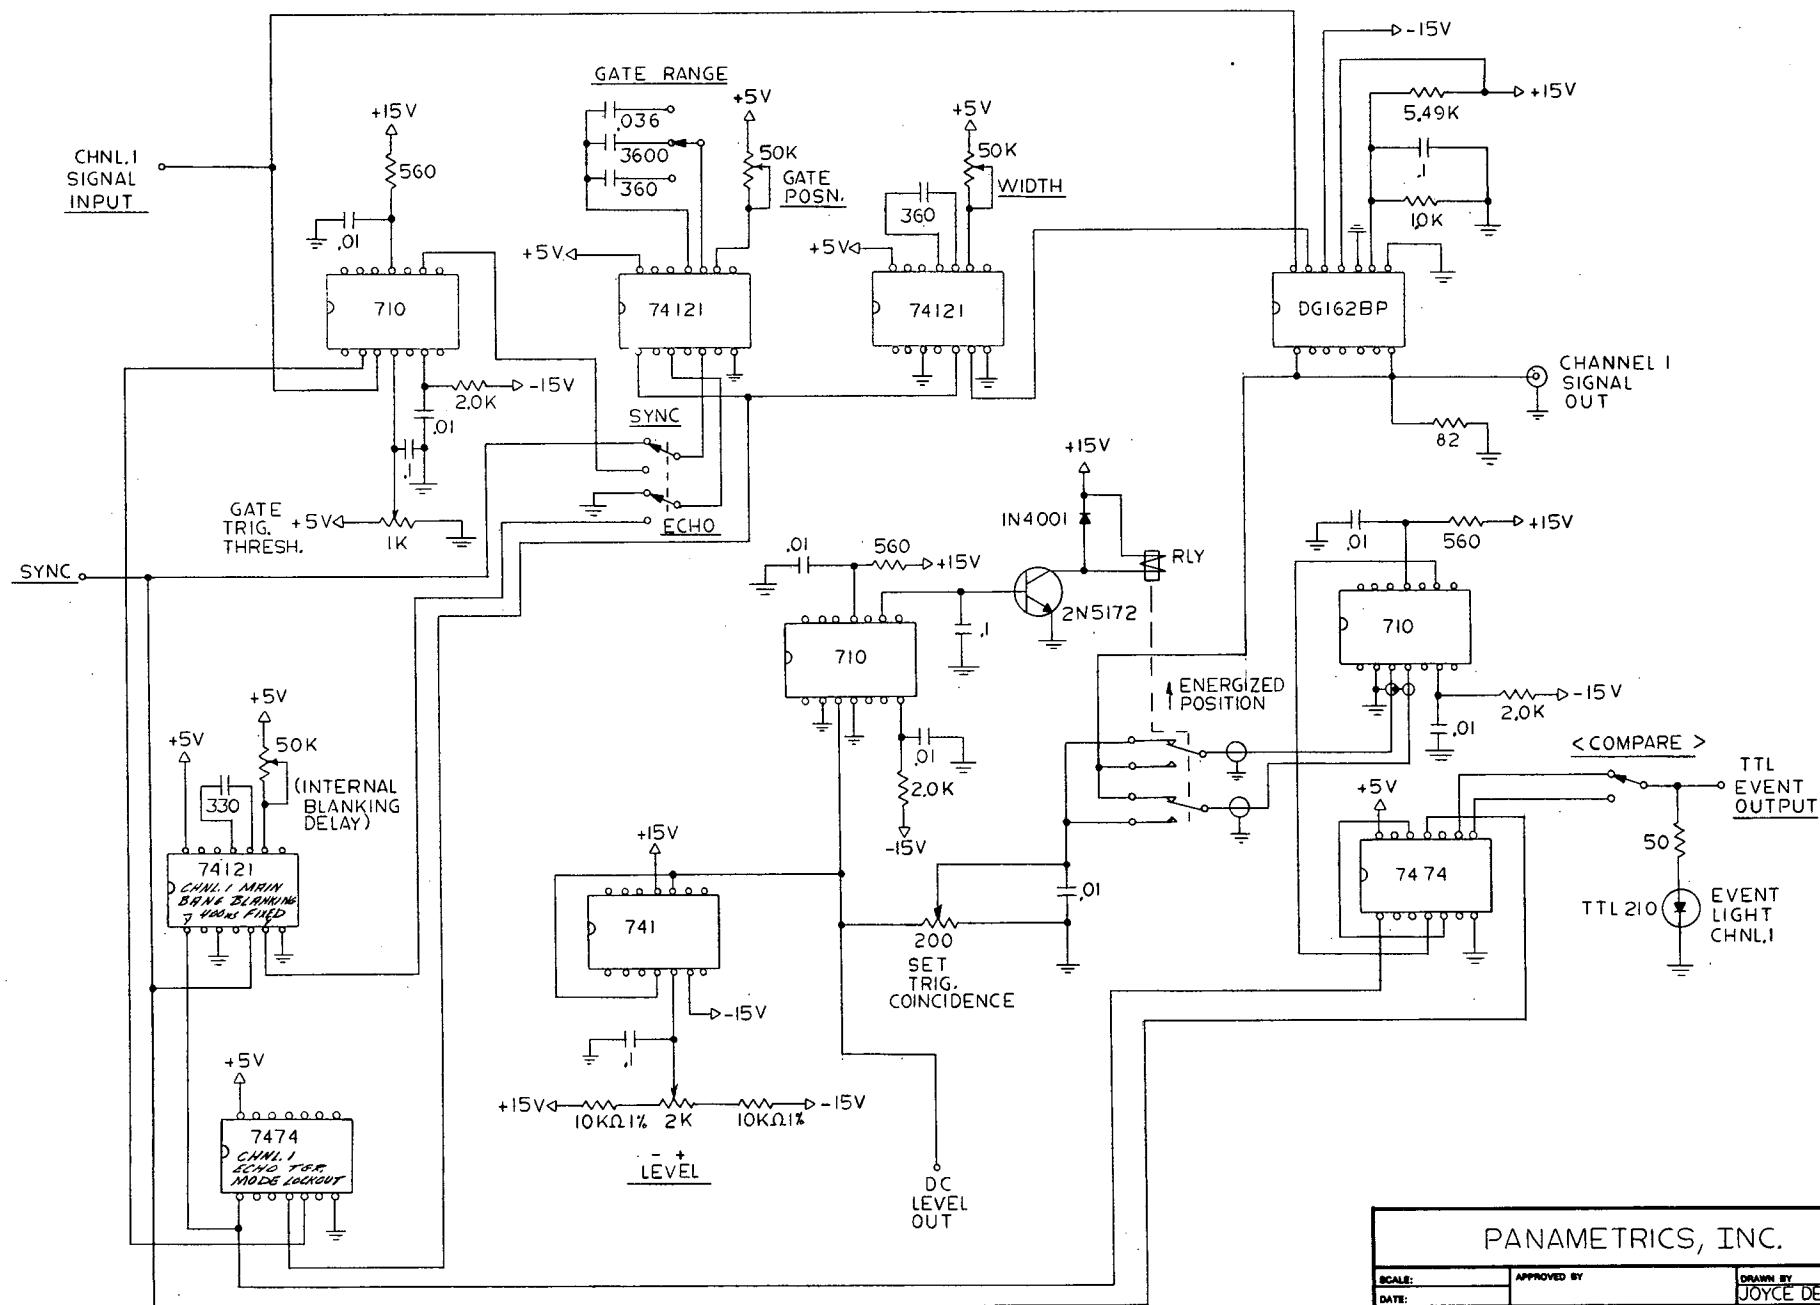 -15V
GATE RANGE
+15V
+5V
+5V
+15V
5.49K
.036
3600
360
560
50K
GATE
POSN.
50K
WIDTH
.1
10K
CHNL.1
SIGNAL
INPUT
.01
360
+5V
+5V
710
74121
74121
DG162BP
-15V
2.0K
.01
.1
SYNC
CHANNEL 1
SIGNAL
OUT
82
GATE
TRIG.
THRESH.
+5V
1K
ECHO
+15V
1N4001
RLY
.01
560
+15V
2N5172
.1
710
.01
560
+15V
710
SYNC
ENERGIZED
POSITION
-15V
2.0K
.01
+5V
+5V
50K
330
(INTERNAL
BLANKING
DELAY)
.01
2.0K
-15V
<COMPARE>
TTL
EVENT
OUTPUT
+5V
50
74121
CHNL.1 MAIN
BANG BLANKING
400ns FIXED
+15V
741
-15V
.1
200
SET
TRIG.
COINCIDENCE
.01
7474
TTL210
EVENT
LIGHT
CHNL.1
+5V
7474
CHNL.1
ECHO TGR.
MODE LOCKOUT
+15V
10KΩ1%
2K
10KΩ1%
-15V
- +
LEVEL
DC
LEVEL
OUT
PANAMETRICS, INC.
SCALE:
APPROVED BY
DRAWN BY
JOYCE DE
DATE: